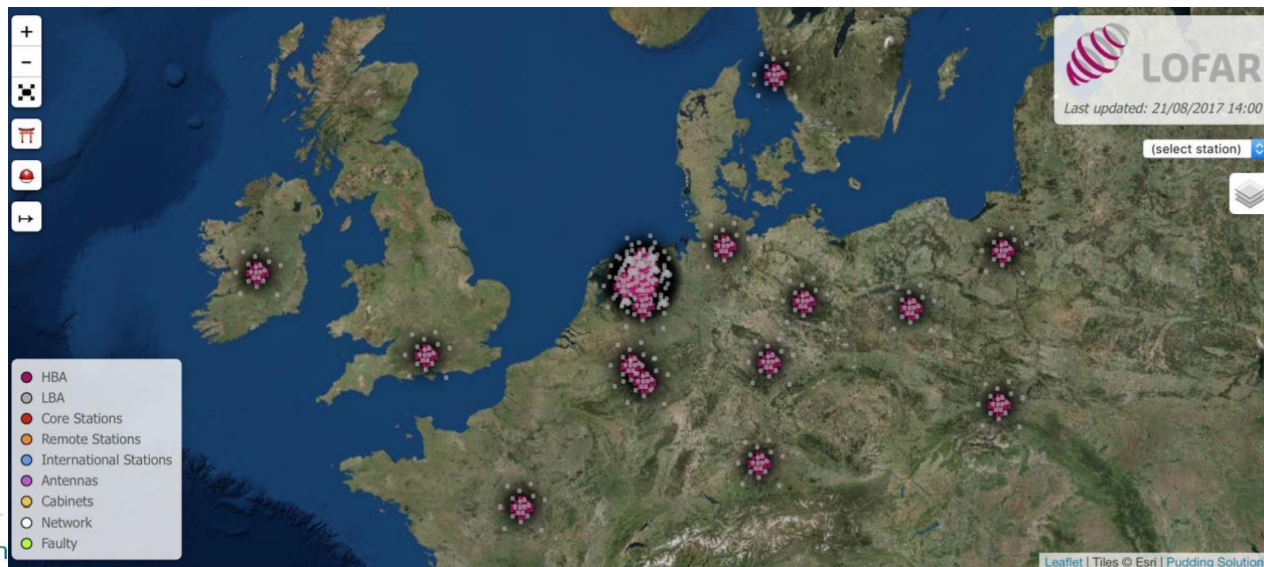 +
−
LOFAR
Last updated: 21/08/2017 14:00
(select station)
HBA
LBA
Core Stations
Remote Stations
International Stations
Antennas
Cabinets
Network
Faulty
Leaflet | Tiles © Esri | Pudding Solution